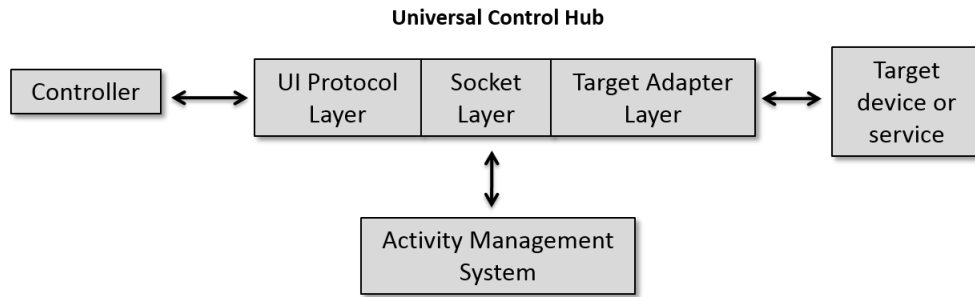 Universal Control Hub
Controller
UI Protocol
Layer
Socket
Layer
Target Adapter
Layer
Target
device or
service
Activity Management
System